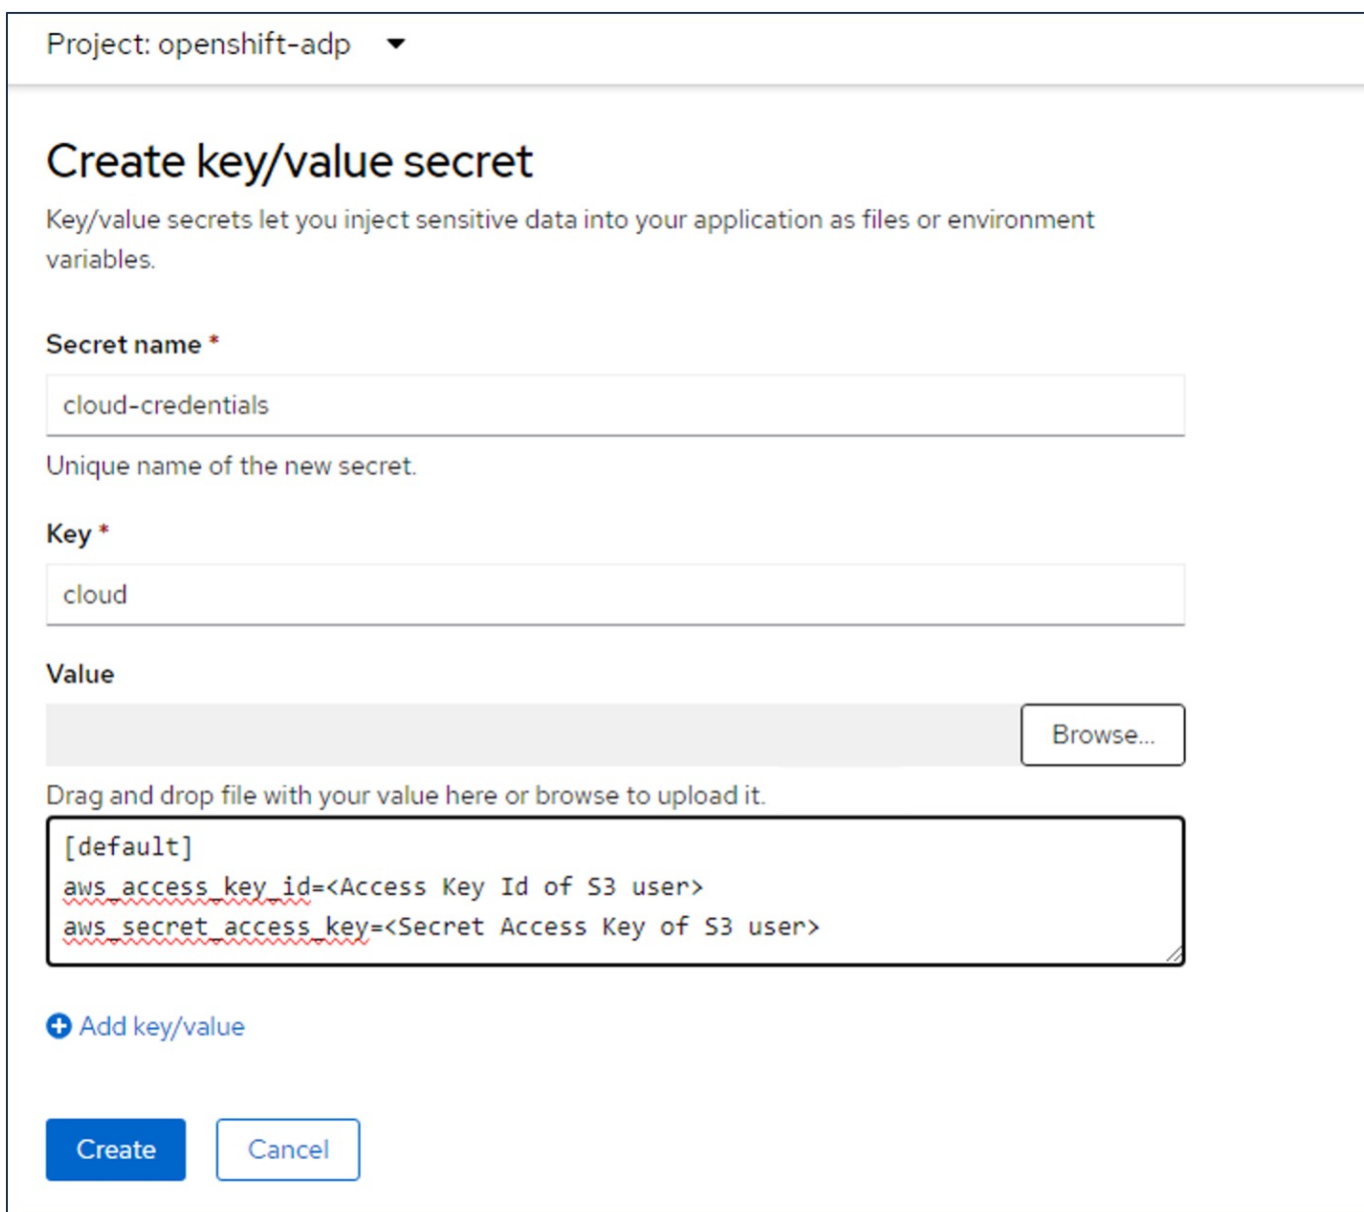 Project: openshift-adp
Create key/value secret
Key/value secrets let you inject sensitive data into your application as files or environment
variables.
Secret name *
cloud-credentials
Unique name of the new secret.
Key *
cloud
Value
Browse...
Drag and drop file with your value here or browse to upload it.
[default]
aws_access_key_id=<Access Key Id of S3 user>
aws_secret_access_key=<Secret Access Key of S3 user>
Add key/value
Create Cancel